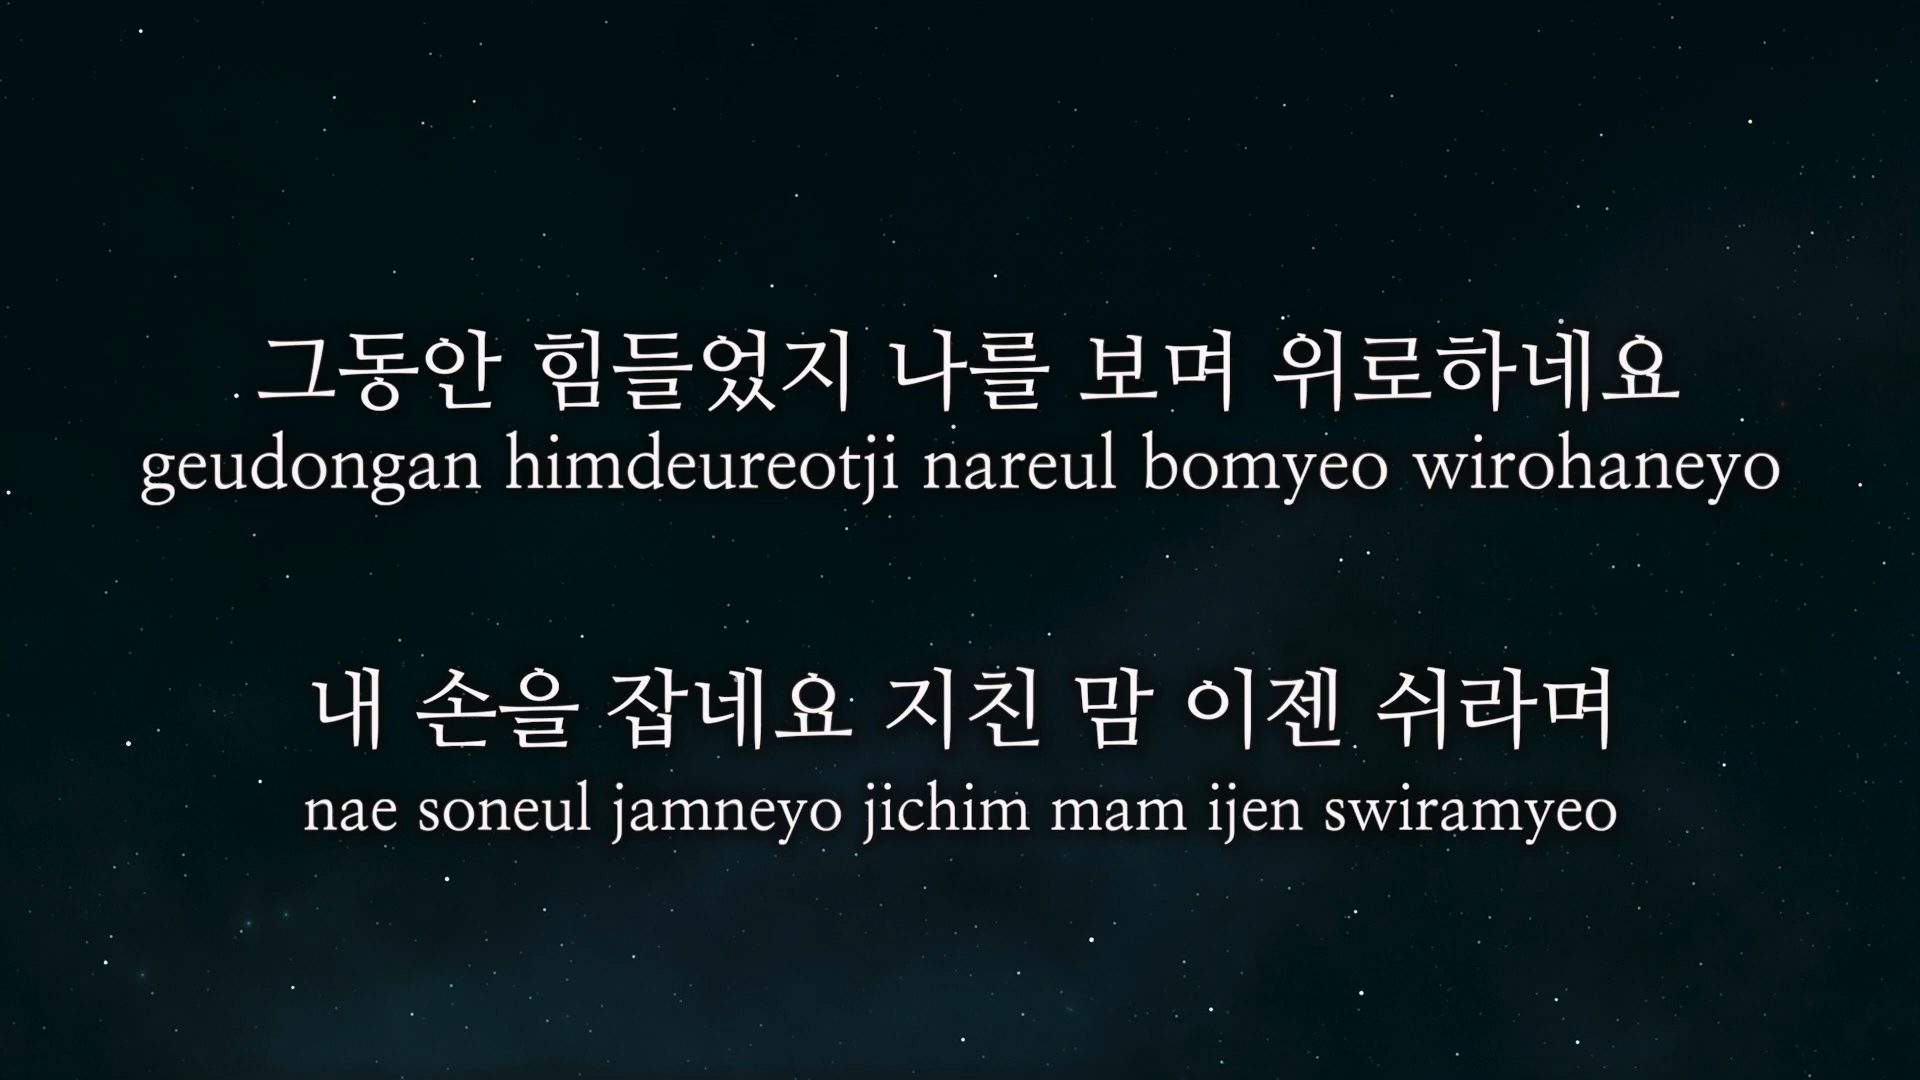 그동안 힘들었지 나를 보며 위로하네요
geudongan himdeureotji nareul bomyeo wirohaneyo
내 손을 잡네요 지친 맘 이젠 쉬라며
nae soneul jamneyo jichim mam ijen swiramyeo